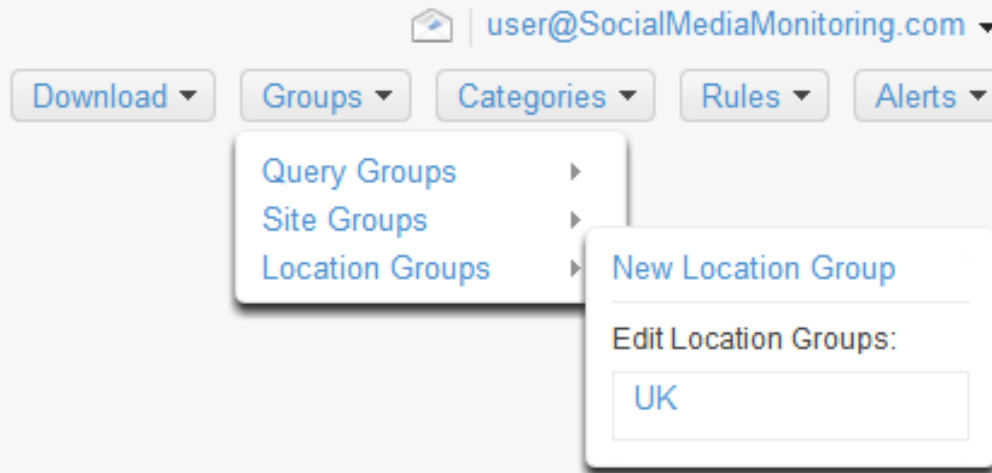 user@SocialMediaMonitoring.com
Download Groups Categories Rules Alerts
Query Groups
Site Groups
Location Groups
New Location Group
Edit Location Groups:
UK